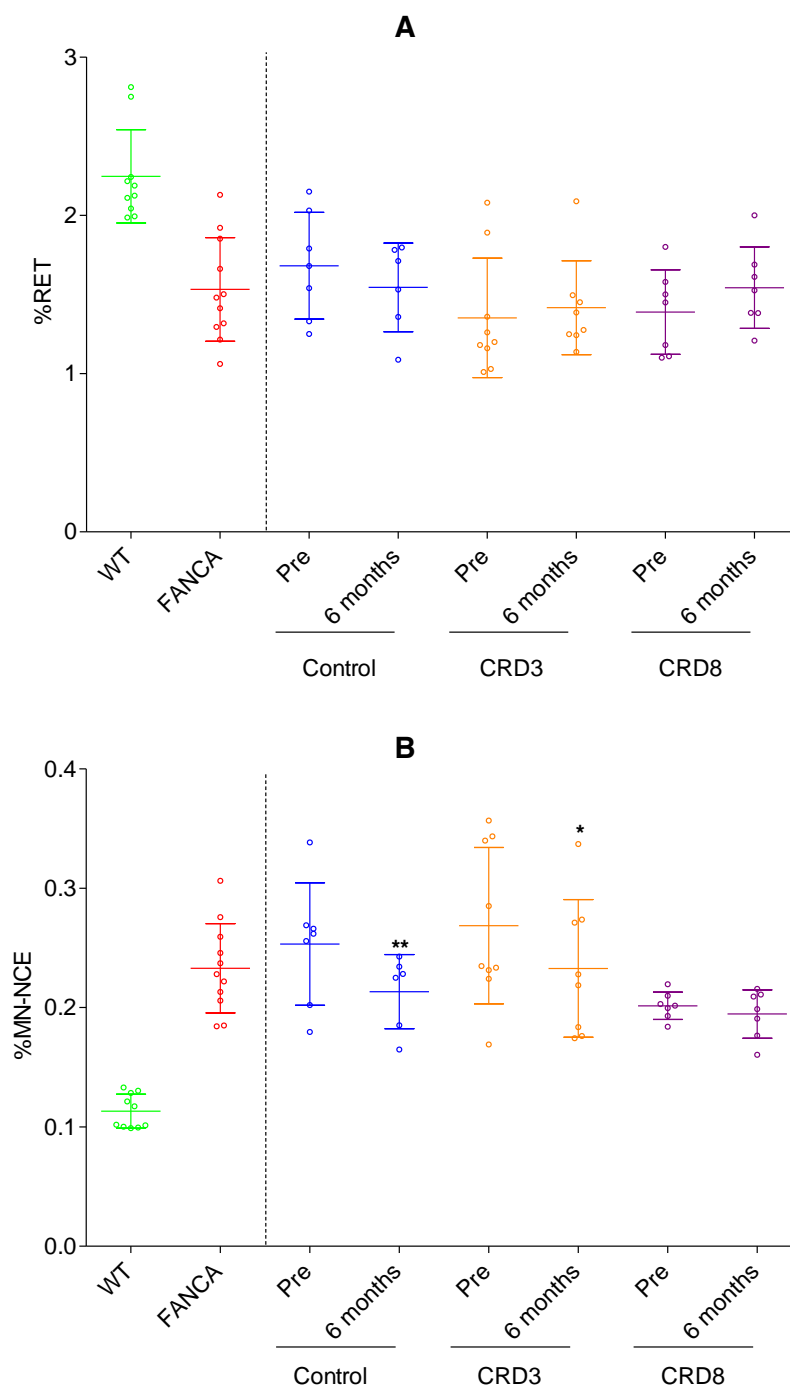 A
3
2
1
0
%RET
WT
FANCA
Pre
6 months
Pre
6 months
Pre
6 months
Control
CRD3
CRD8
B
0.4
0.3
0.2
0.1
0.0
%MN-NCE
**
*
WT
FANCA
Pre
6 months
Pre
6 months
Pre
6 months
Control
CRD3
CRD8